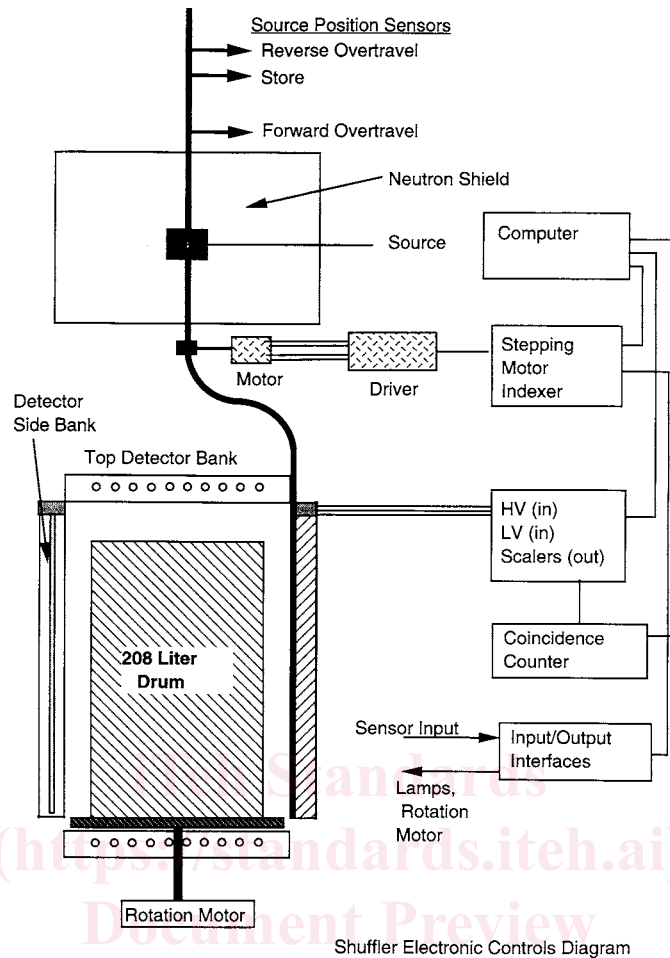 Source Position Sensors
Reverse Overtravel
Store
Forward Overtravel
Neutron Shield
Source
Computer
Stepping
Motor
Indexer
Motor
Driver
Detector
Side Bank
Top Detector Bank
HV (in)
LV (in)
Scalers (out)
208 Liter
Drum
Coincidence
Counter
Sensor Input
Input/Output
Interfaces
Lamps,
Rotation
Motor
iTeh Standards
(https://standards.iteh.ai)
Document Preview
Rotation Motor
Shuffler Electronic Controls Diagram